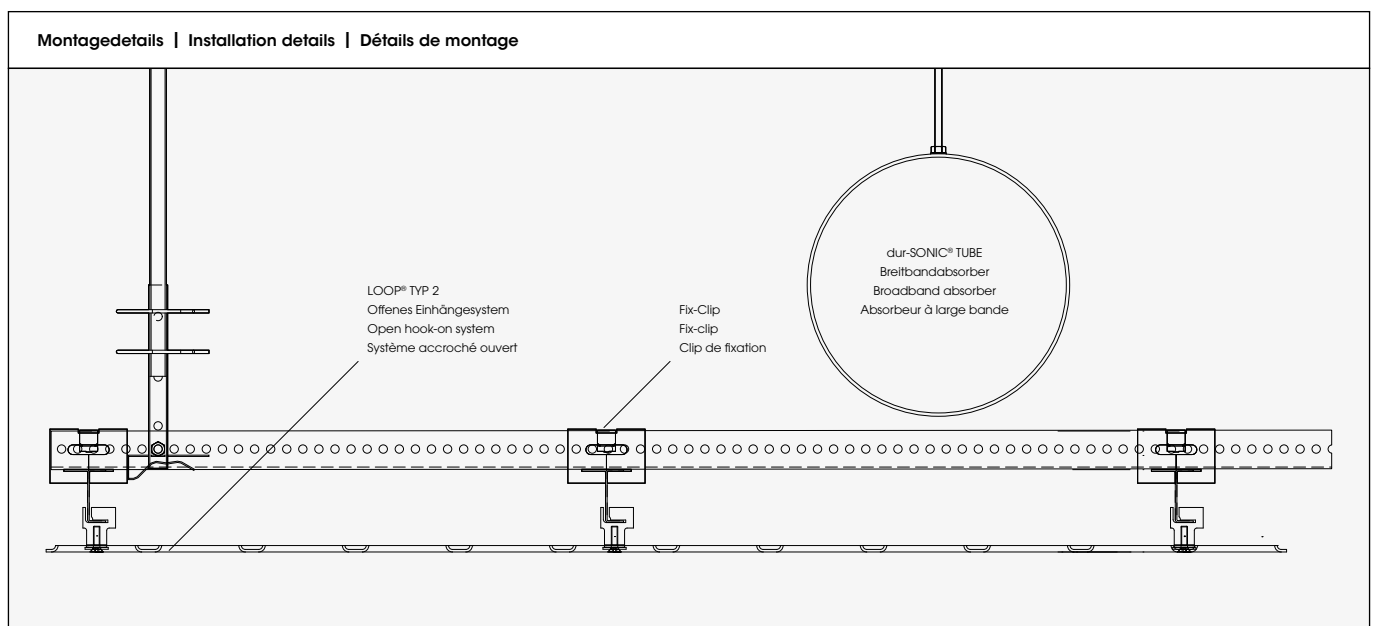 Montagedetails | Installation details | Détails de montage
LOOP® TYP 2
Offenes Einhängesystem
Open hook-on system
Système accroché ouvert
Fix-Clip
Fix-clip
Clip de fixation
dur-SONIC® TUBE
Breitbandabsorber
Broadband absorber
Absorbeur à large bande